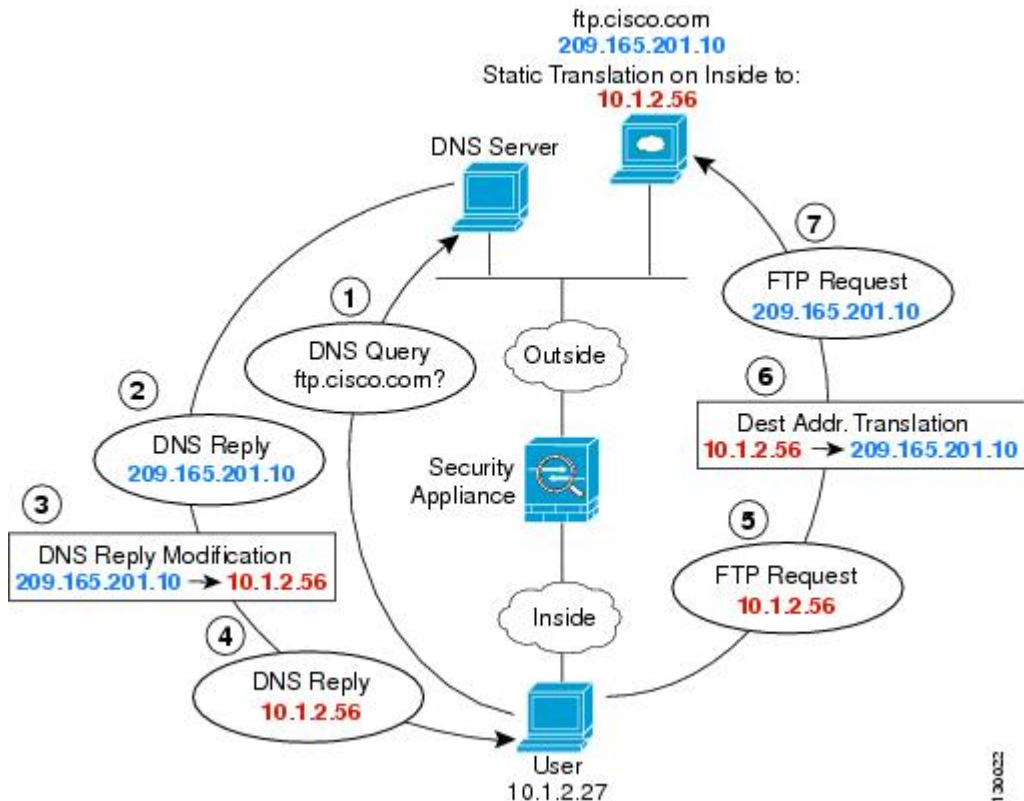 ftp.cisco.com
209.165.201.10
Static Translation on Inside to:
10.1.2.56
DNS Server
7
FTP Request
209.165.201.10
1
DNS Query
ftp.cisco.com?
Outside
2
DNS Reply
209.165.201.10
6
Dest Addr. Translation
10.1.2.56 → 209.165.201.10
Security
Appliance
3
DNS Reply Modification
209.165.201.10 → 10.1.2.56
5
FTP Request
10.1.2.56
Inside
4
DNS Reply
10.1.2.56
User
10.1.2.27
130022